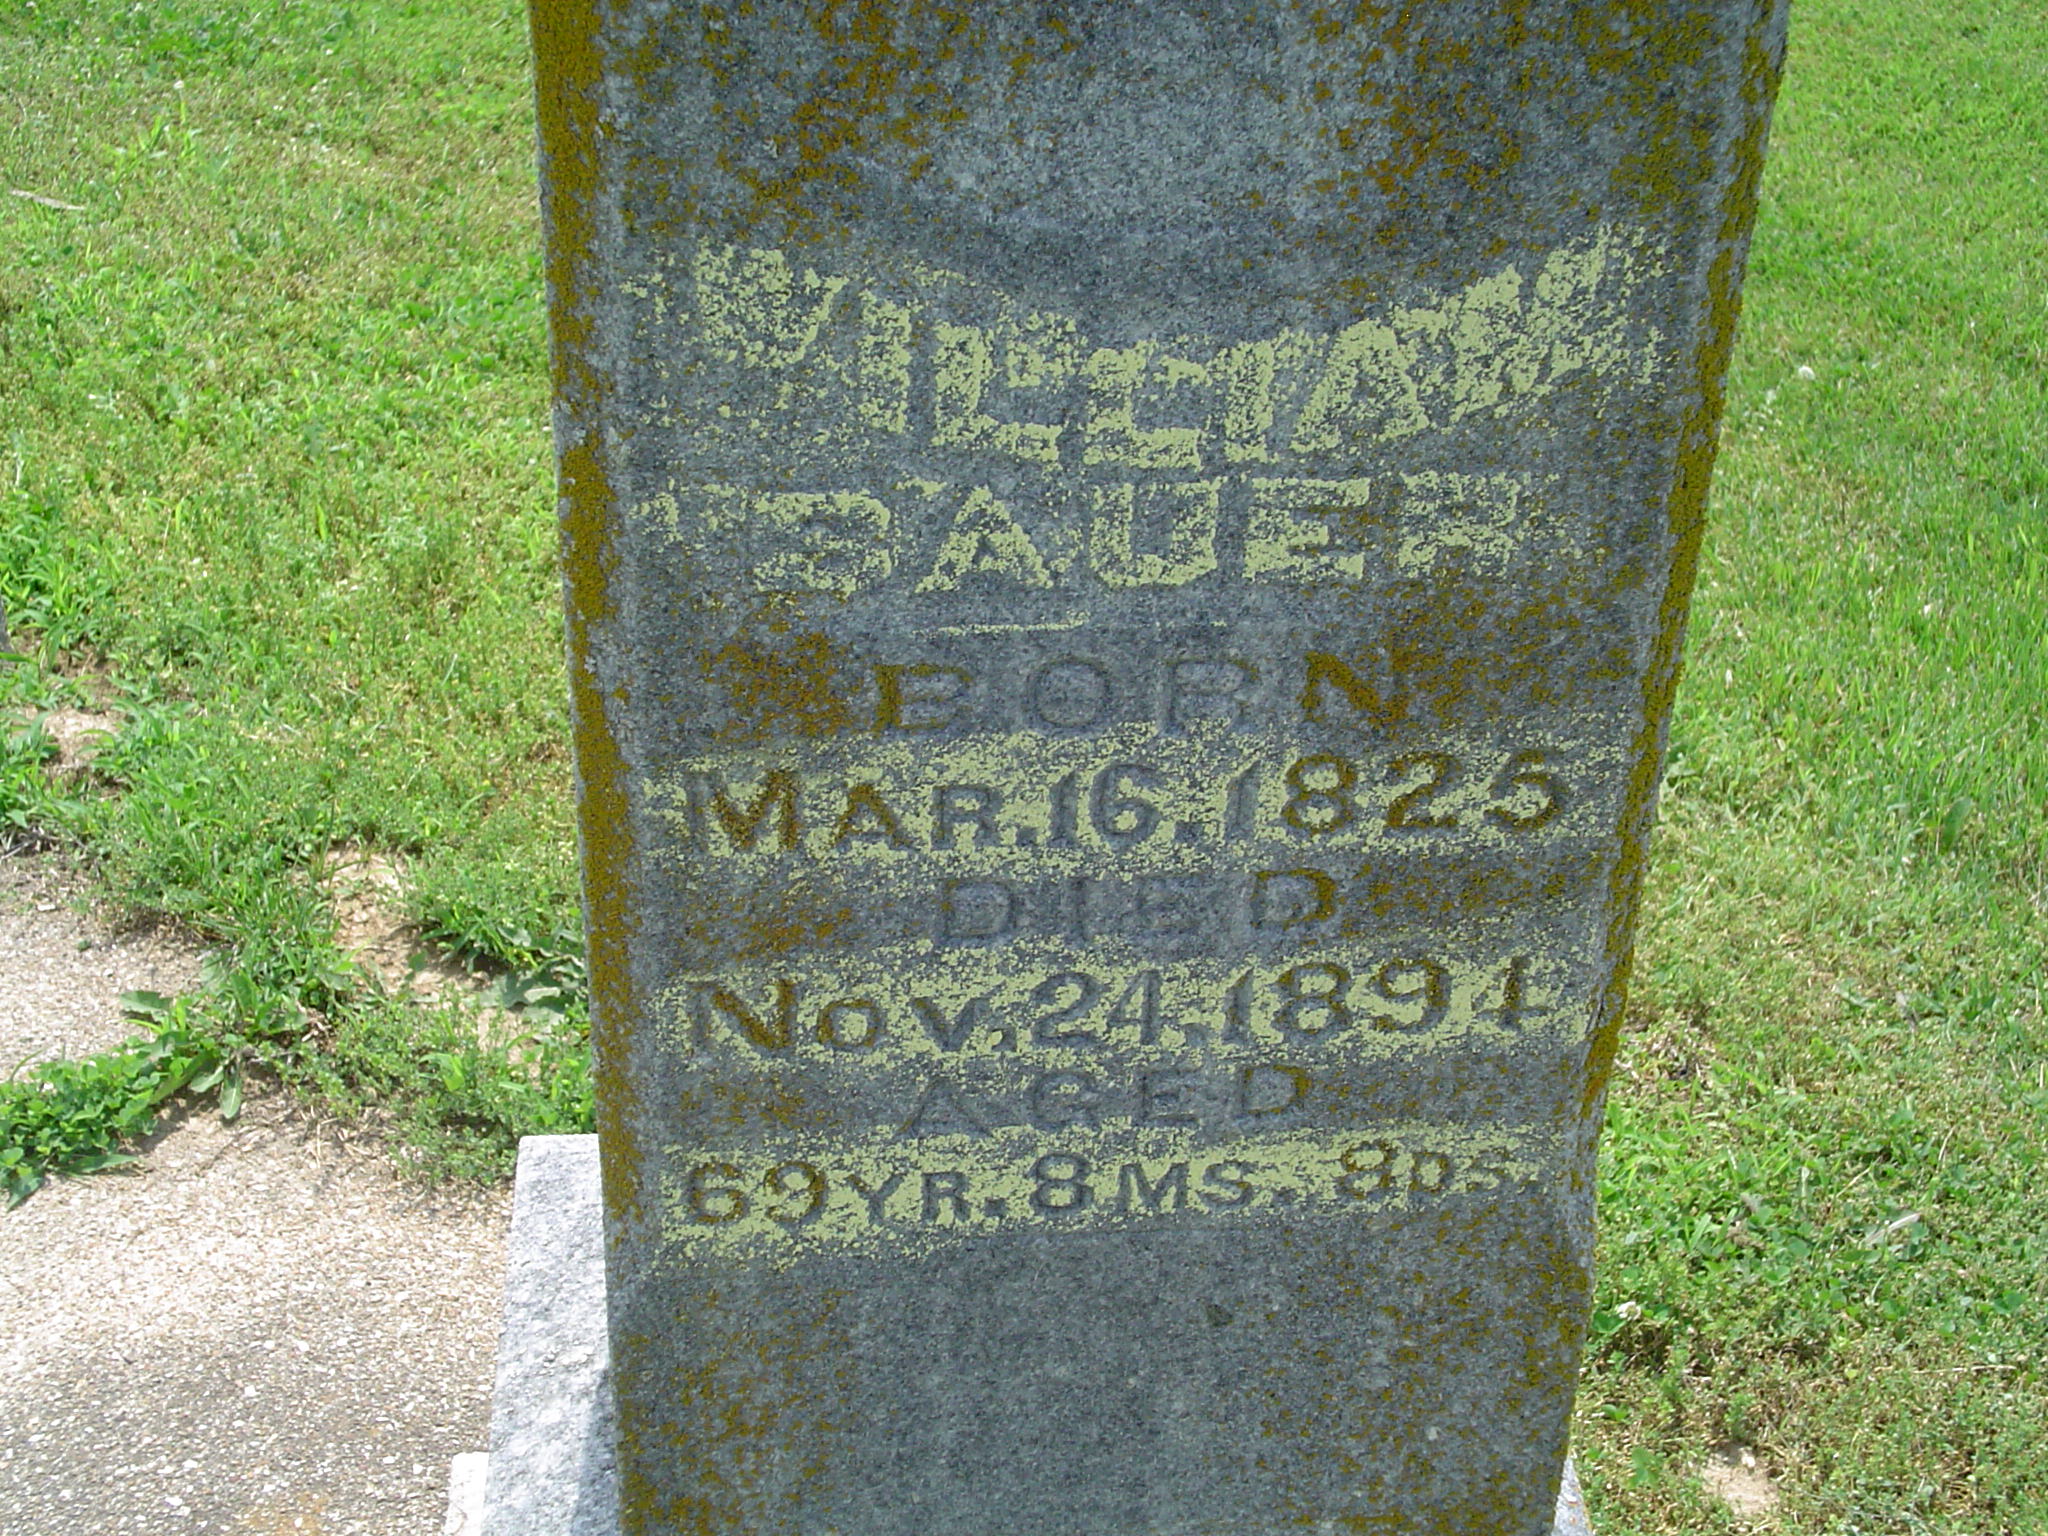 WILLIAM
BAUER
BORN
MAR. 16. 1825
DIED
NOV. 24. 1894
AGED
69 YR. 8 MS. 8 DS.